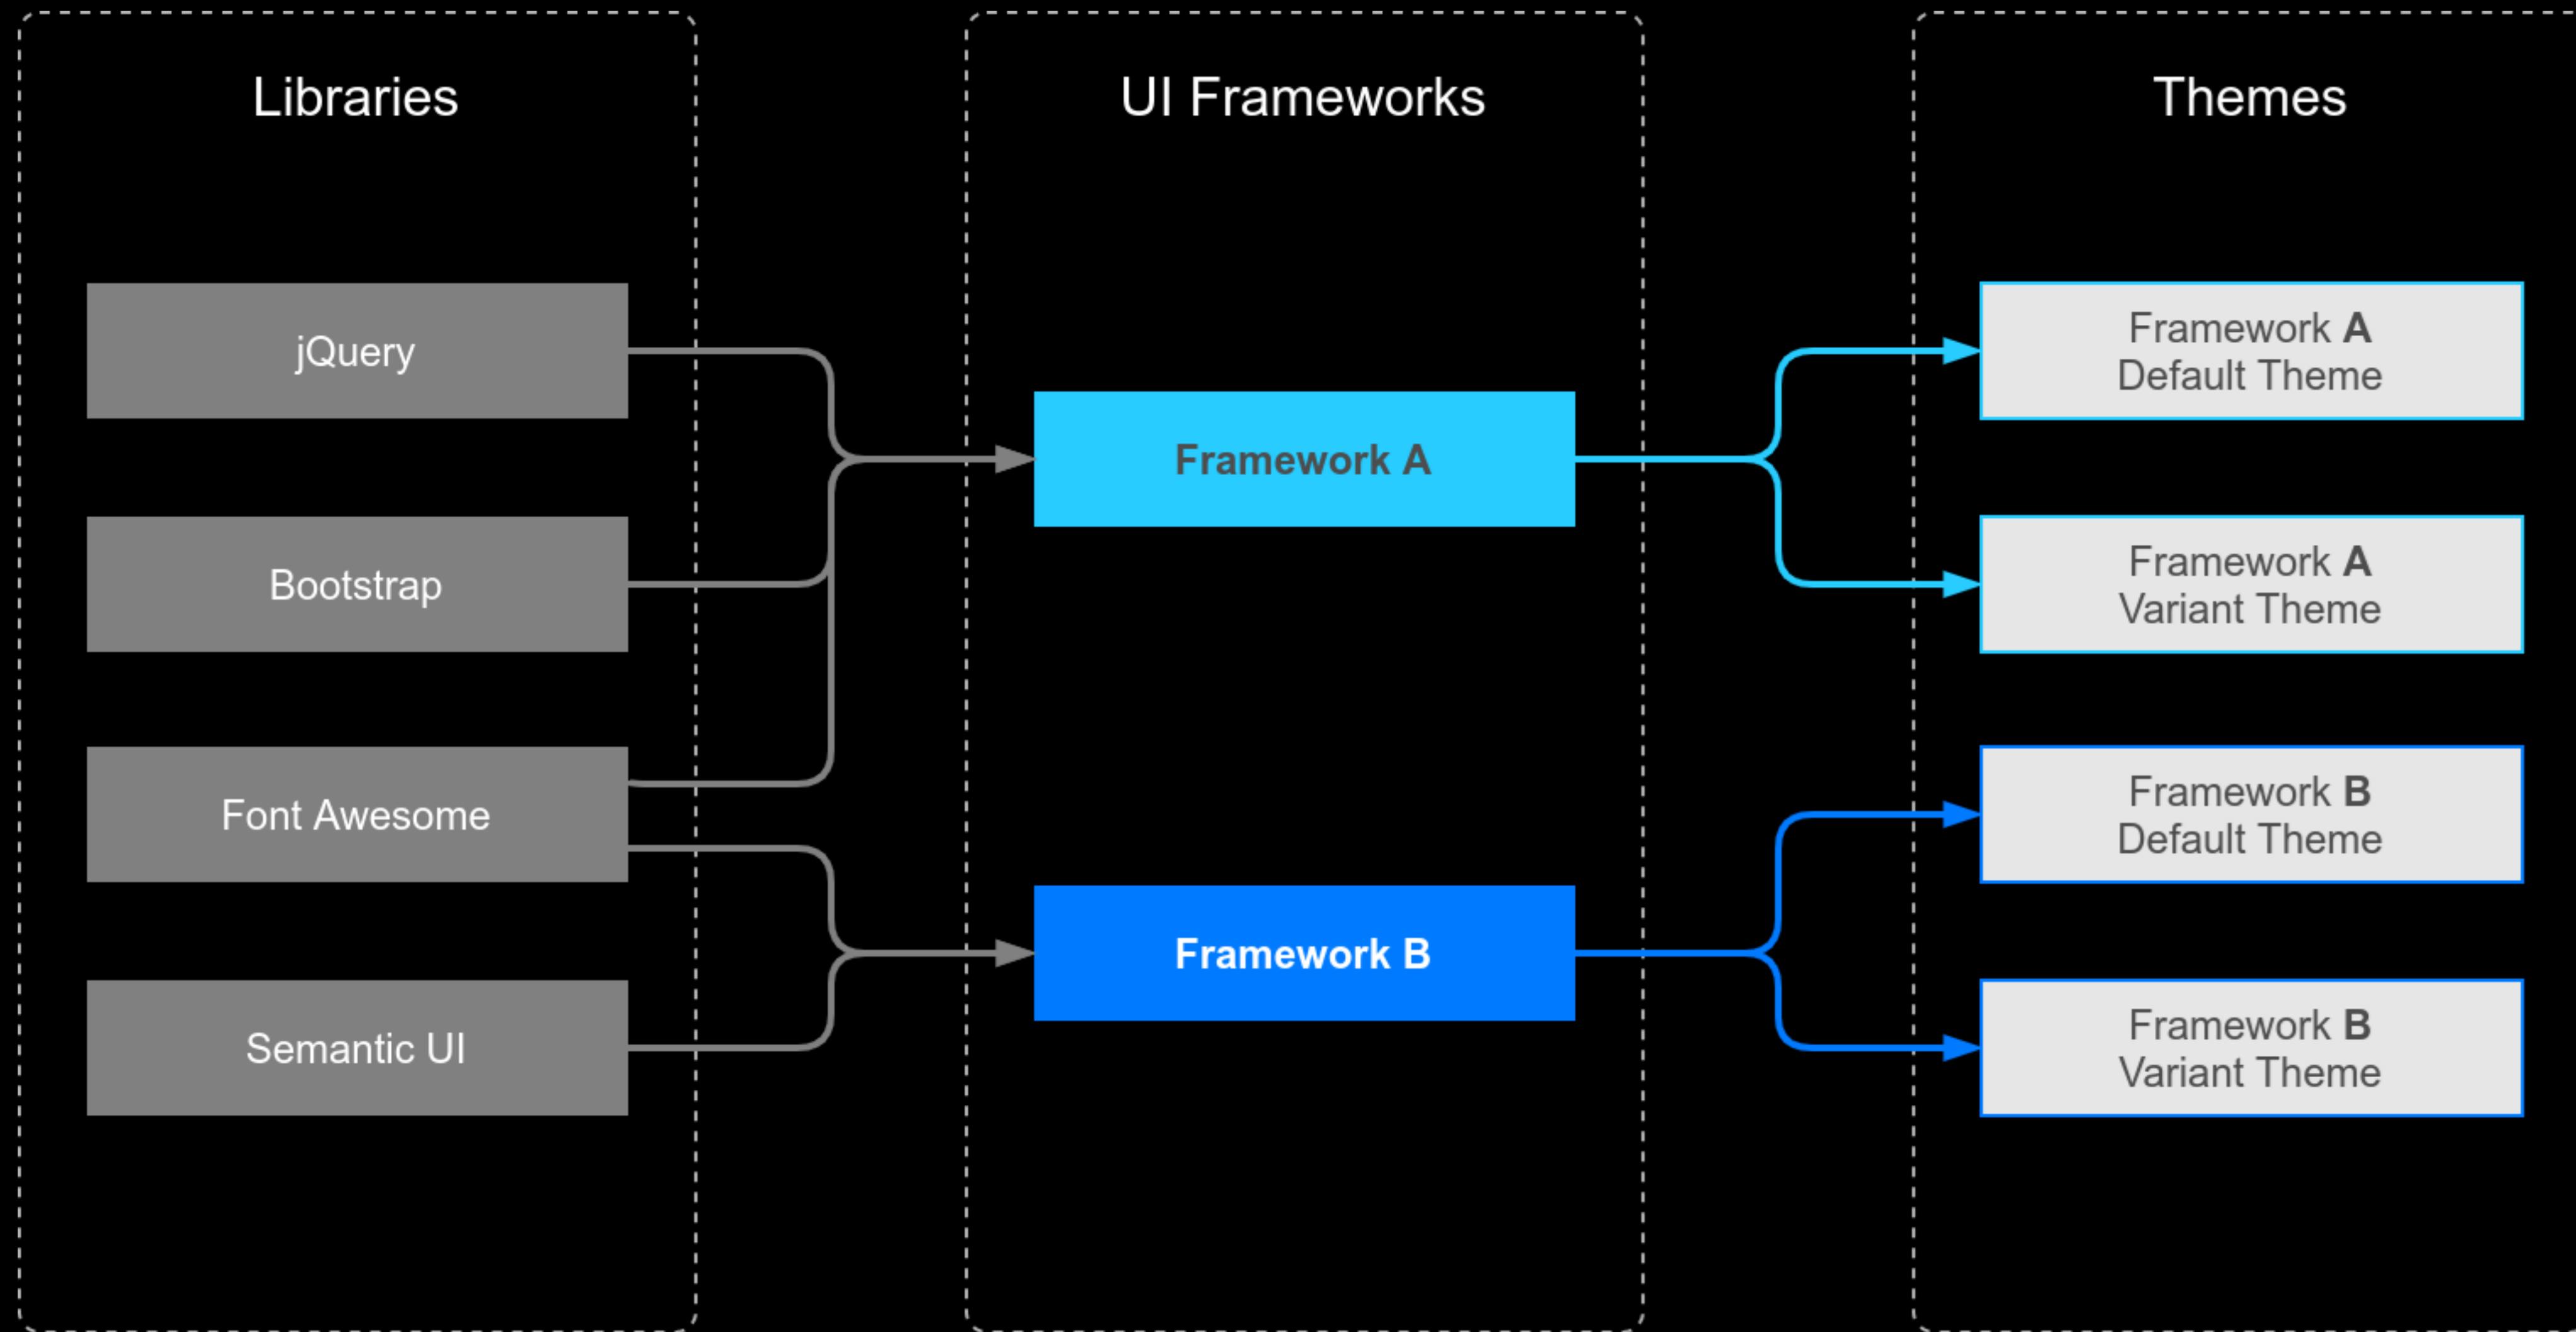 Libraries
UI Frameworks
Themes
jQuery
Bootstrap
Font Awesome
Semantic UI
Framework A
Framework B
Framework A
Default Theme
Framework A
Variant Theme
Framework B
Default Theme
Framework B
Variant Theme